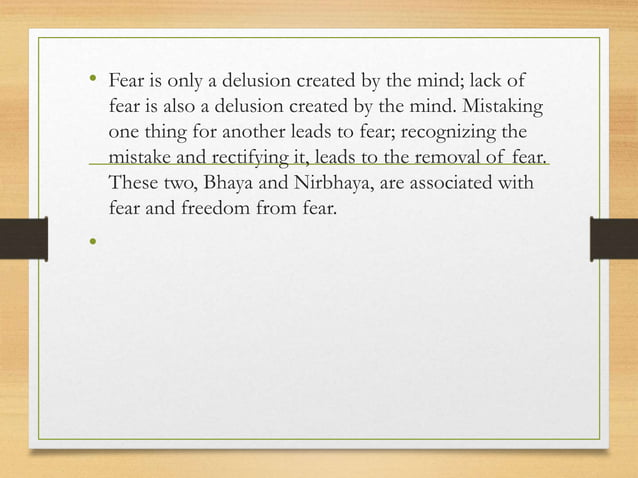 • Fear is only a delusion created by the mind; lack of
fear is also a delusion created by the mind. Mistaking
one thing for another leads to fear; recognizing the
mistake and rectifying it, leads to the removal of fear.
These two, Bhaya and Nirbhaya, are associated with
fear and freedom from fear.
•